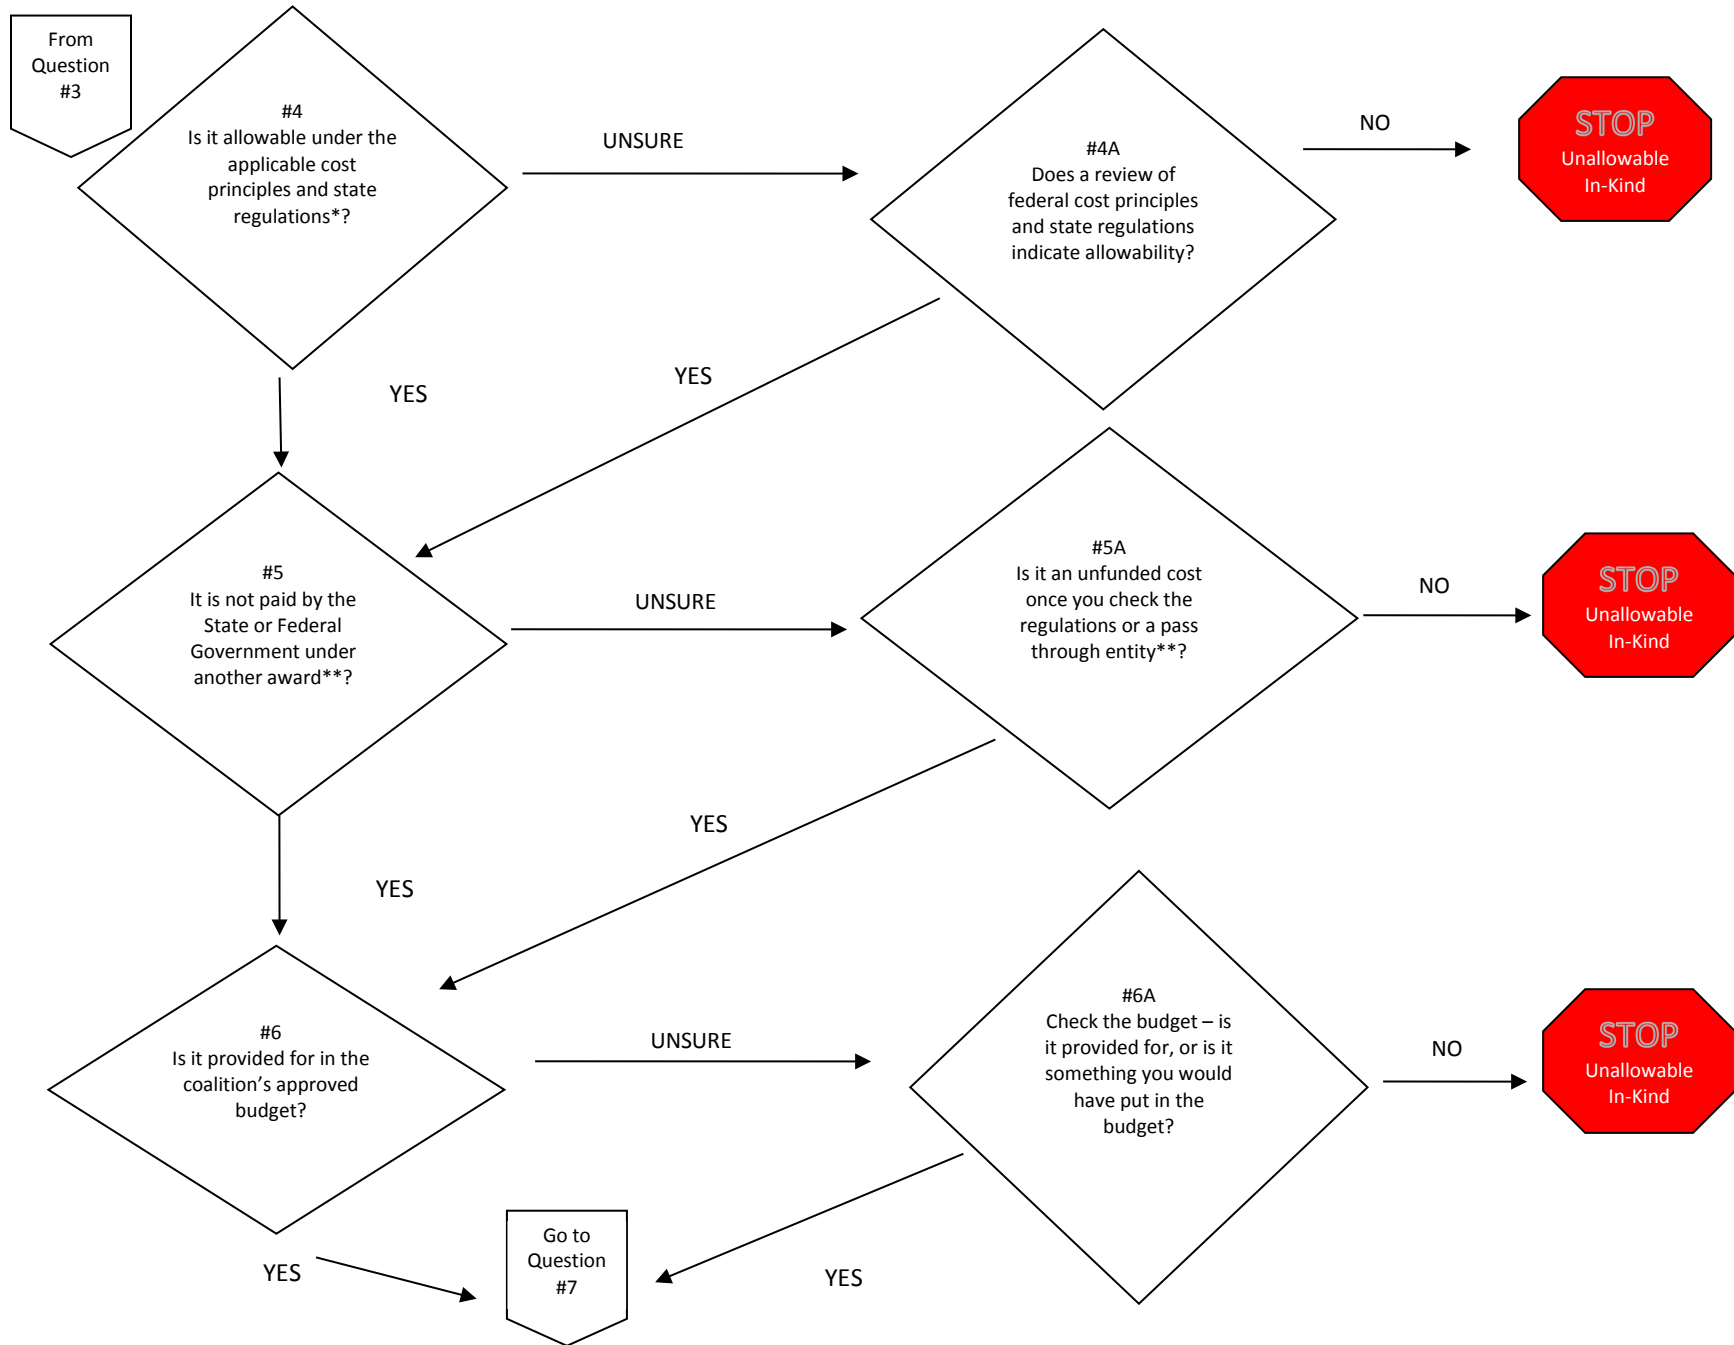 From
Question
#3
#4
Is it allowable under the
applicable cost
principles and state
regulations*?
UNSURE
#4A
Does a review of
federal cost principles
and state regulations
indicate allowability?
NO
STOP
Unallowable
In-Kind
YES
YES
#5
It is not paid by the
State or Federal
Government under
another award**?
UNSURE
#5A
Is it an unfunded cost
once you check the
regulations or a pass
through entity**?
NO
STOP
Unallowable
In-Kind
YES
YES
#6
Is it provided for in the
coalition’s approved
budget?
UNSURE
#6A
Check the budget – is
it provided for, or is it
something you would
have put in the
budget?
NO
STOP
Unallowable
In-Kind
YES
Go to
Question
#7
YES